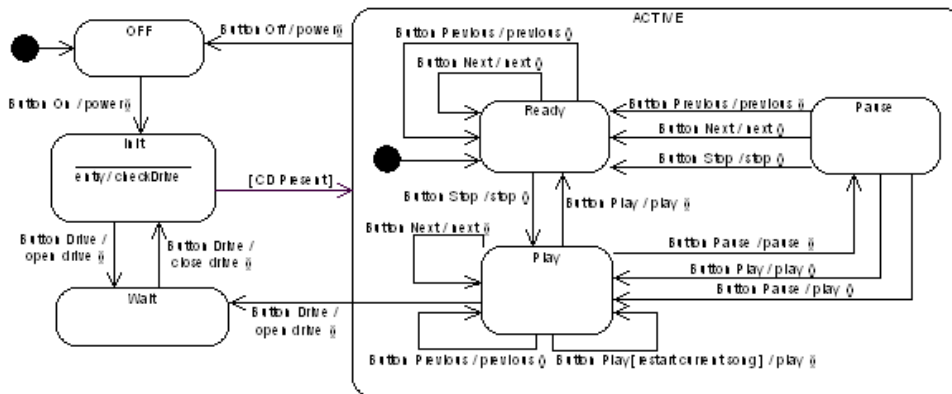 ACTIVE
OFF
Button Off / power ()
Button Previous / previous ()
Button Next / next ()
Ready
Button Previous / previous ()
Pause
Button Next / next ()
Button Stop / stop ()
Button On / power ()
Init
entry / checkDrive
[CD Present]
Button Stop / stop ()
Button Play / play ()
Button Next / next ()
Button Drive /
open drive ()
Button Drive /
close drive ()
Button Pause / pause ()
Play
Button Play / play ()
Button Pause / play ()
Wait
Button Drive /
open drive ()
Button Previous / previous ()
Button Play [restart current song] / play ()